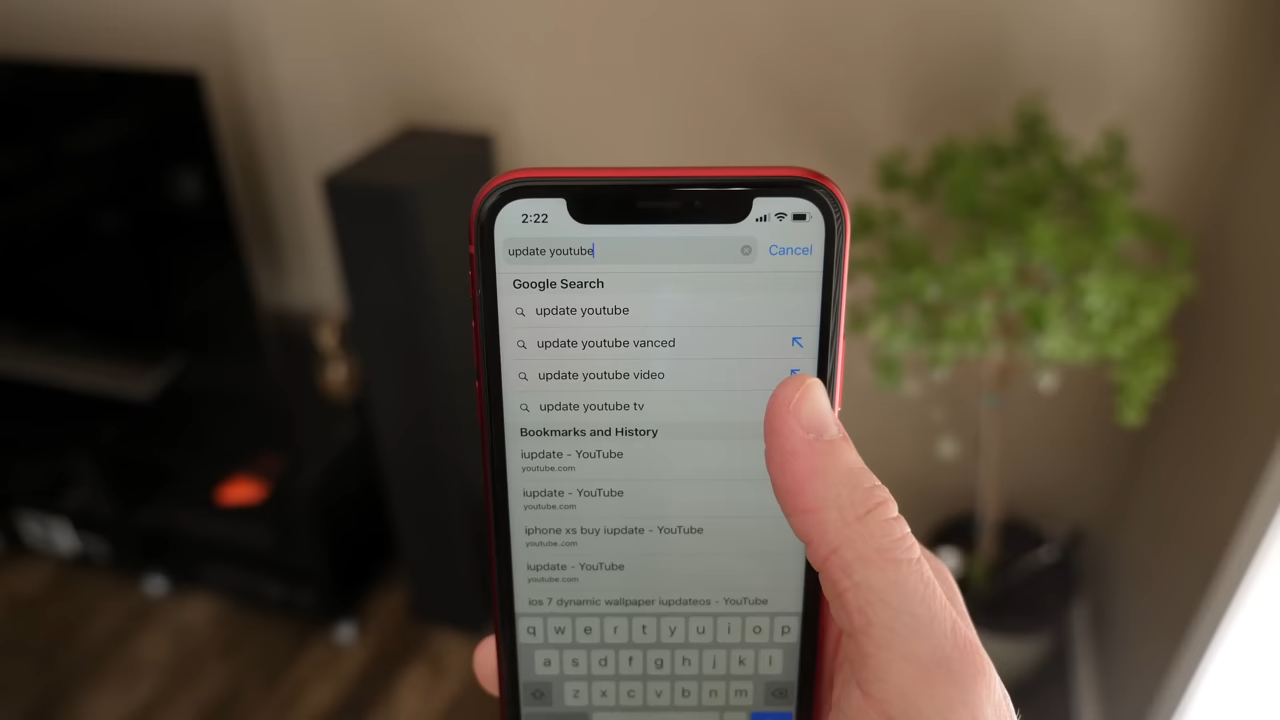 2:22
update youtube
Cancel
Google Search
update youtube
update youtube vanced
update youtube video
update youtube tv
Bookmarks and History
iupdate - YouTube
youtube.com
iupdate - YouTube
youtube.com
iphone xs buy iupdate - YouTube
youtube.com
iupdate - YouTube
youtube.com
ios 7 dynamic wallpaper iupdateos - YouTube
q w e r t y u i o p
a s d f g h j k l
z x c v b n m